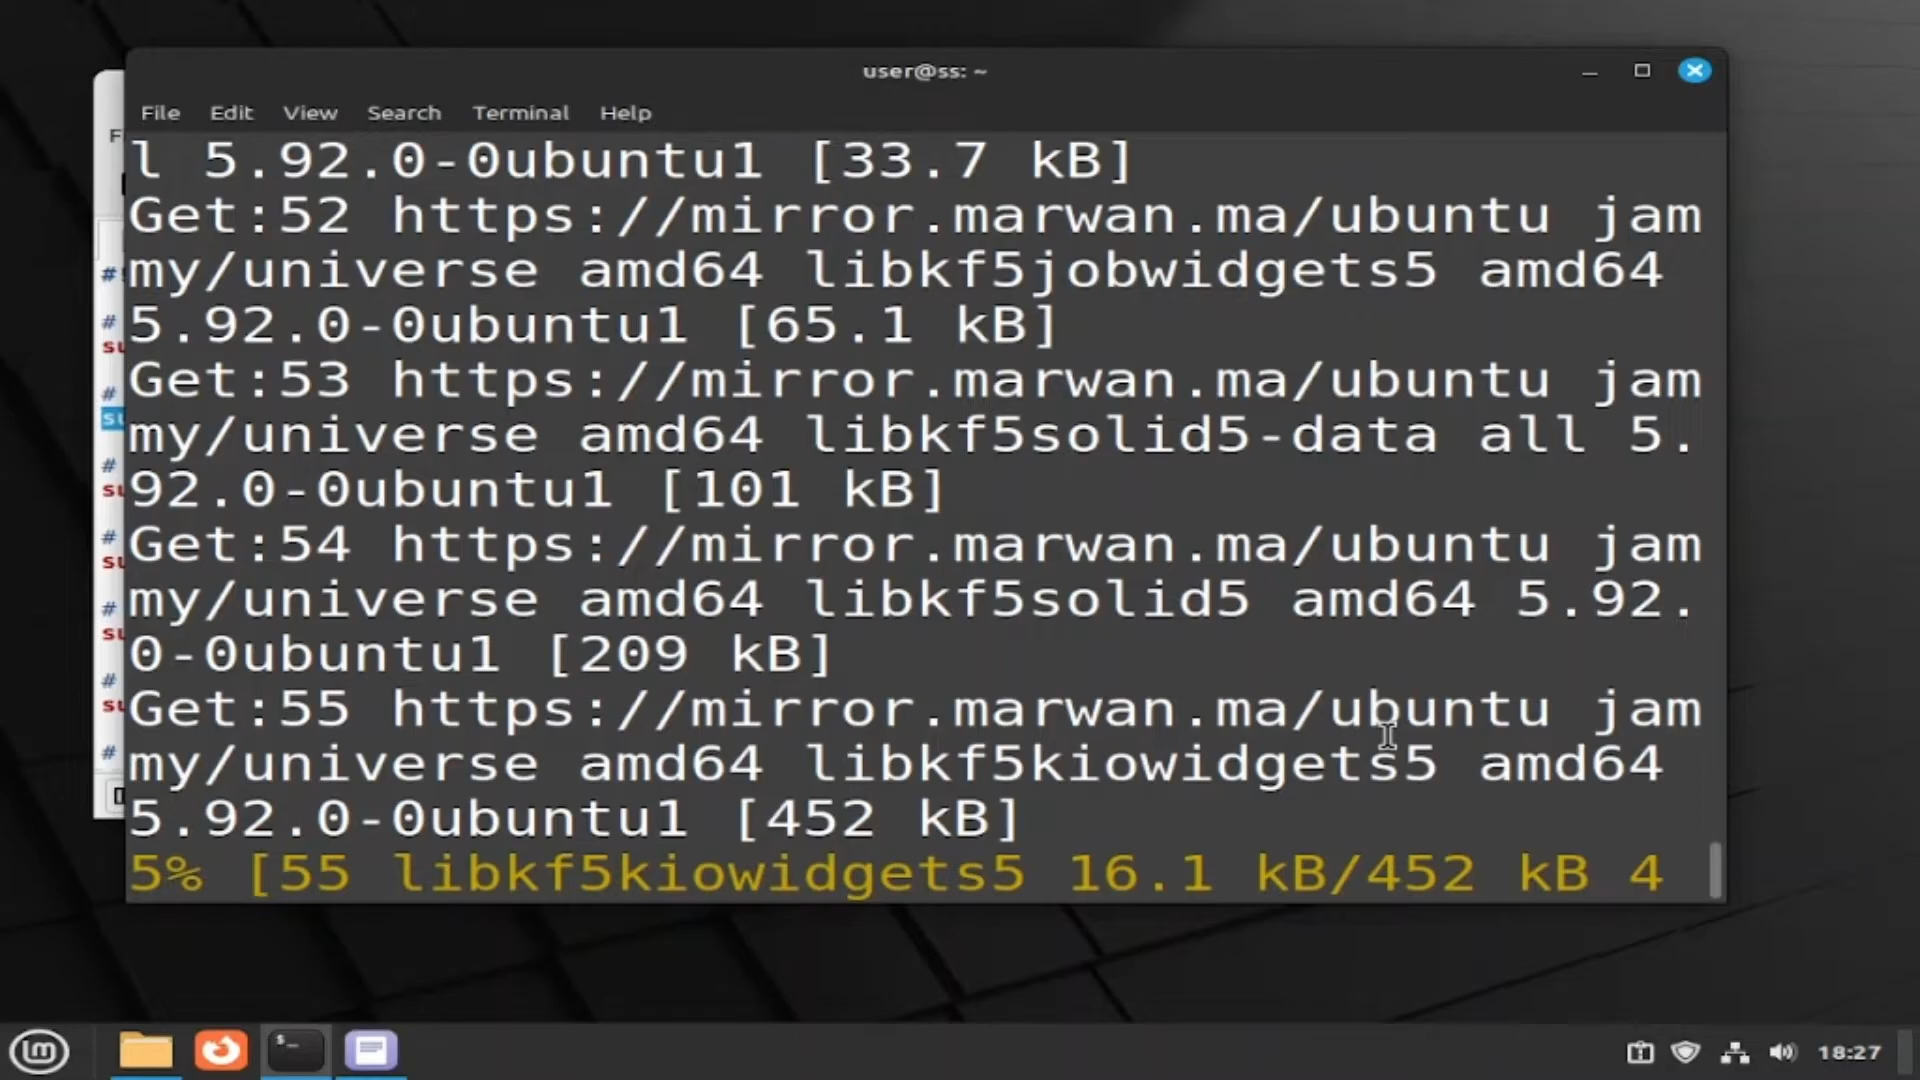 user@ss: ~
File Edit View Search Terminal Help
l 5.92.0-0ubuntu1 [33.7 kB]
Get:52 https://mirror.marwan.ma/ubuntu jam
my/universe amd64 libkf5jobwidgets5 amd64
5.92.0-0ubuntu1 [65.1 kB]
Get:53 https://mirror.marwan.ma/ubuntu jam
my/universe amd64 libkf5solid5-data all 5.
92.0-0ubuntu1 [101 kB]
Get:54 https://mirror.marwan.ma/ubuntu jam
my/universe amd64 libkf5solid5 amd64 5.92.
0-0ubuntu1 [209 kB]
Get:55 https://mirror.marwan.ma/ubuntu jam
my/universe amd64 libkf5kiowidgets5 amd64
5.92.0-0ubuntu1 [452 kB]
5% [55 libkf5kiowidgets5 16.1 kB/452 kB 4
18:27